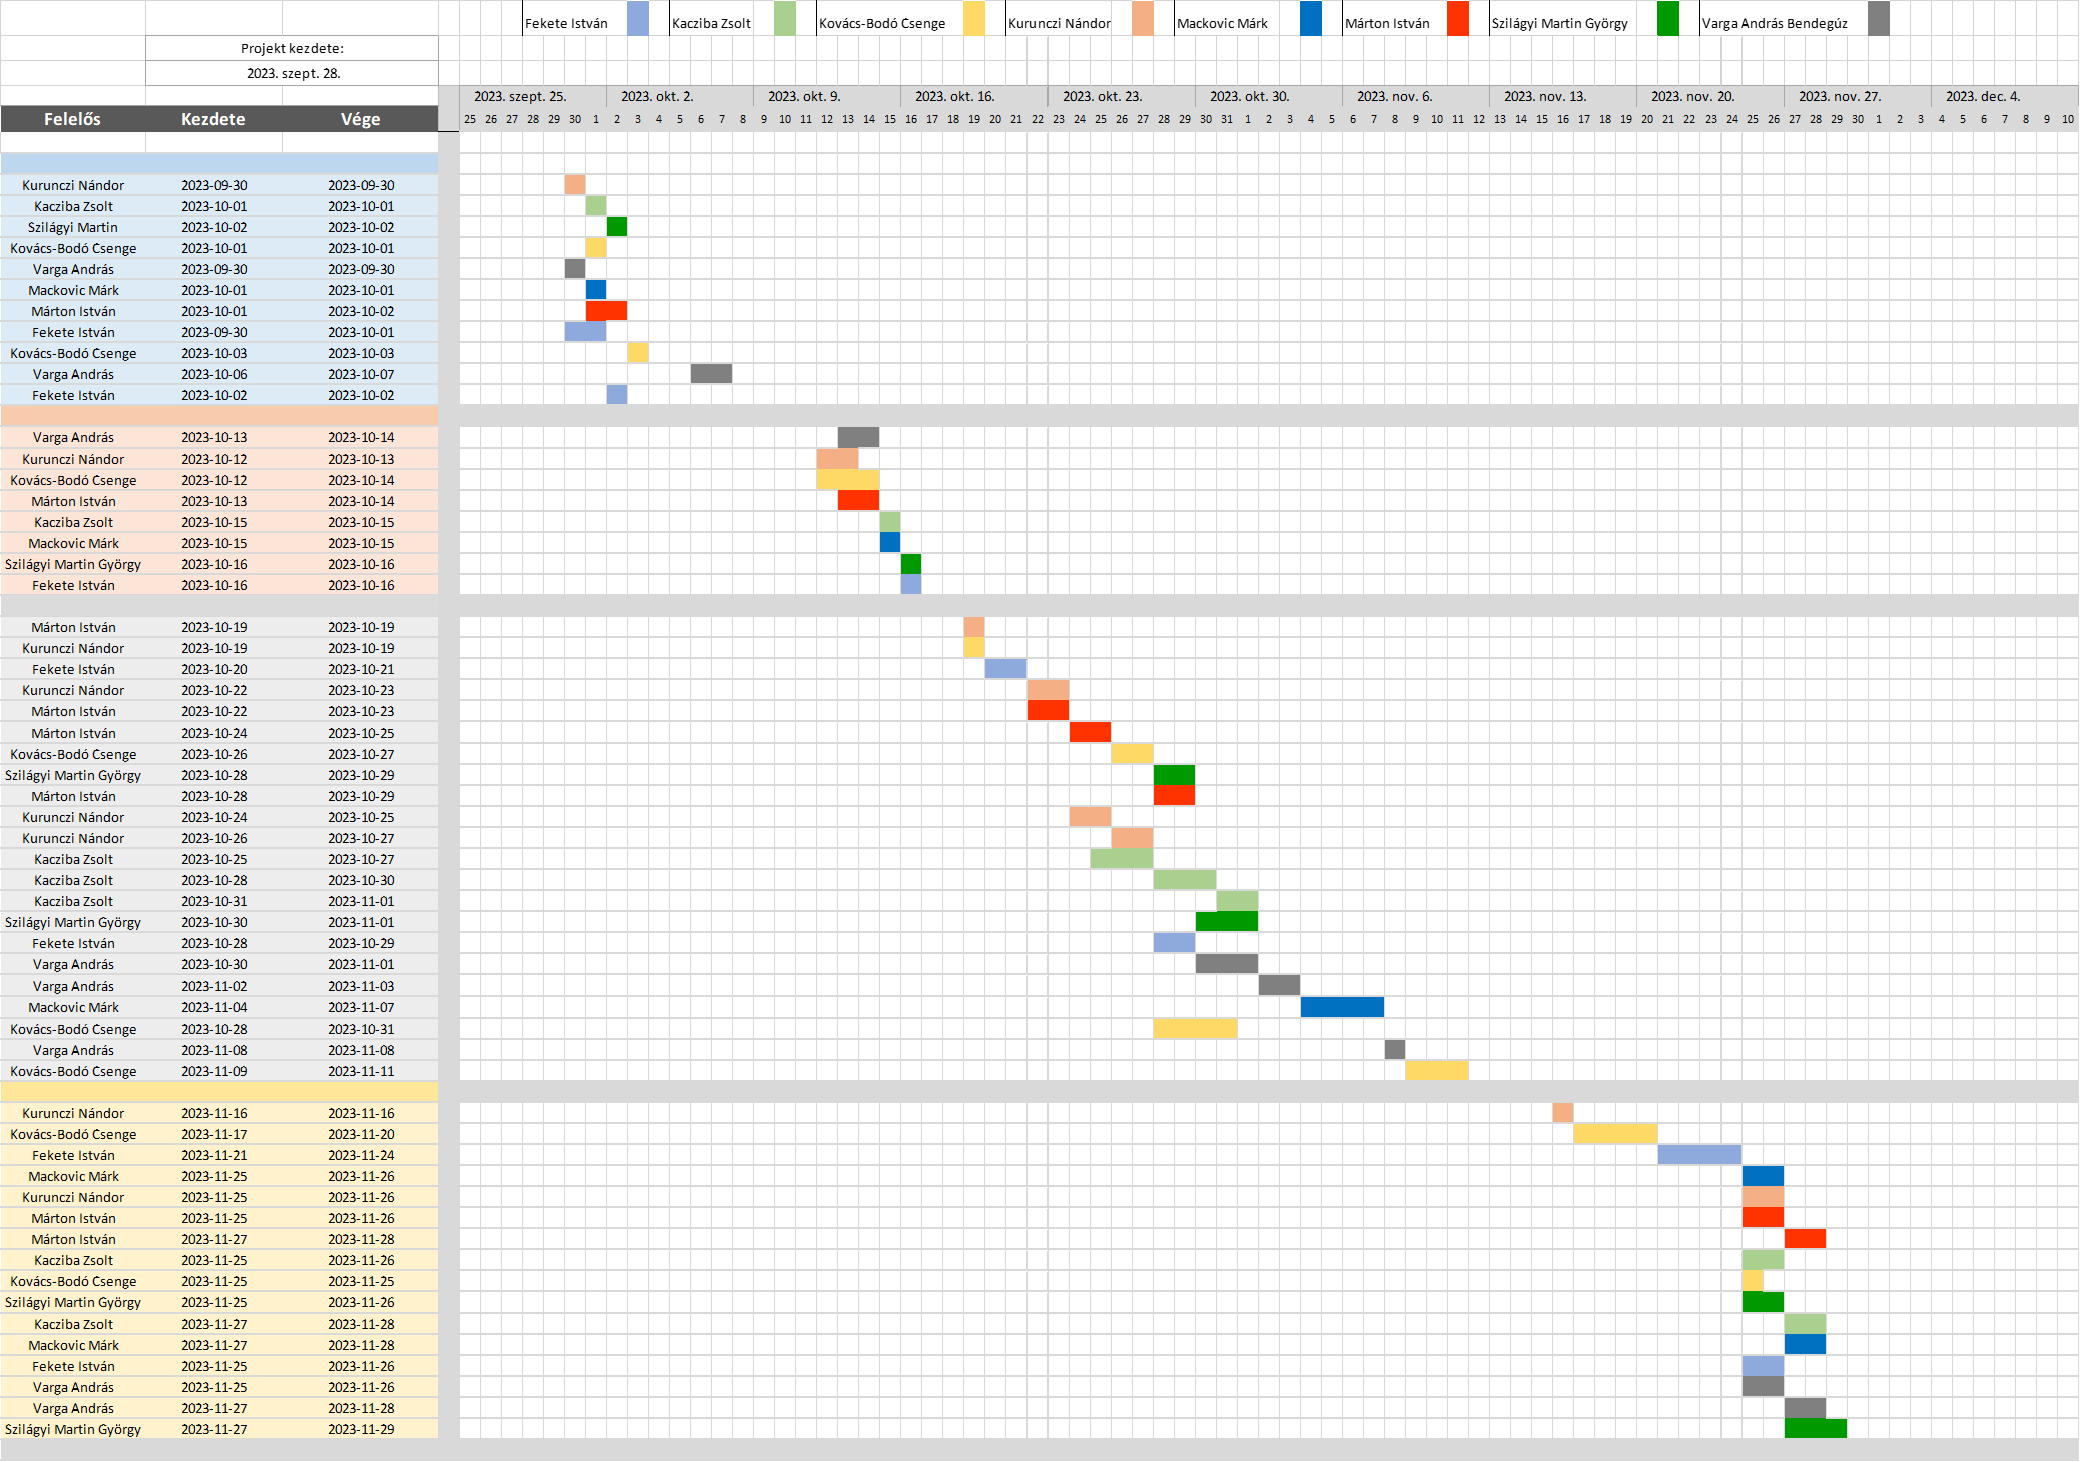 Fekete István Kacziba Zsolt Kovács-Bodó Csenge Kurunczi Nándor Mackovic Márk Márton István Szilágyi Martin György Varga András Bendegúz
Projekt kezdete:
2023. szept. 28.
2023. szept. 25. 2023. okt. 2. 2023. okt. 9. 2023. okt. 16. 2023. okt. 23. 2023. okt. 30. 2023. nov. 6. 2023. nov. 13. 2023. nov. 20. 2023. nov. 27. 2023. dec. 4.
Felelős Kezdete Vége 25 26 27 28 29 30 1 2 3 4 5 6 7 8 9 10 11 12 13 14 15 16 17 18 19 20 21 22 23 24 25 26 27 28 29 30 31 1 2 3 4 5 6 7 8 9 10 11 12 13 14 15 16 17 18 19 20 21 22 23 24 25 26 27 28 29 30 1 2 3 4 5 6 7 8 9 10
Kurunczi Nándor 2023-09-30 2023-09-30
Kacziba Zsolt 2023-10-01 2023-10-01
Szilágyi Martin 2023-10-02 2023-10-02
Kovács-Bodó Csenge 2023-10-01 2023-10-01
Varga András 2023-09-30 2023-09-30
Mackovic Márk 2023-10-01 2023-10-01
Márton István 2023-10-01 2023-10-02
Fekete István 2023-09-30 2023-10-01
Kovács-Bodó Csenge 2023-10-03 2023-10-03
Varga András 2023-10-06 2023-10-07
Fekete István 2023-10-02 2023-10-02
Varga András 2023-10-13 2023-10-14
Kurunczi Nándor 2023-10-12 2023-10-13
Kovács-Bodó Csenge 2023-10-12 2023-10-14
Márton István 2023-10-13 2023-10-14
Kacziba Zsolt 2023-10-15 2023-10-15
Mackovic Márk 2023-10-15 2023-10-15
Szilágyi Martin György 2023-10-16 2023-10-16
Fekete István 2023-10-16 2023-10-16
Márton István 2023-10-19 2023-10-19
Kurunczi Nándor 2023-10-19 2023-10-19
Fekete István 2023-10-20 2023-10-21
Kurunczi Nándor 2023-10-22 2023-10-23
Márton István 2023-10-22 2023-10-23
Márton István 2023-10-24 2023-10-25
Kovács-Bodó Csenge 2023-10-26 2023-10-27
Szilágyi Martin György 2023-10-28 2023-10-29
Márton István 2023-10-28 2023-10-29
Kurunczi Nándor 2023-10-24 2023-10-25
Kurunczi Nándor 2023-10-26 2023-10-27
Kacziba Zsolt 2023-10-25 2023-10-27
Kacziba Zsolt 2023-10-28 2023-10-30
Kacziba Zsolt 2023-10-31 2023-11-01
Szilágyi Martin György 2023-10-30 2023-11-01
Fekete István 2023-10-28 2023-10-29
Varga András 2023-10-30 2023-11-01
Varga András 2023-11-02 2023-11-03
Mackovic Márk 2023-11-04 2023-11-07
Kovács-Bodó Csenge 2023-10-28 2023-10-31
Varga András 2023-11-08 2023-11-08
Kovács-Bodó Csenge 2023-11-09 2023-11-11
Kurunczi Nándor 2023-11-16 2023-11-16
Kovács-Bodó Csenge 2023-11-17 2023-11-20
Fekete István 2023-11-21 2023-11-24
Mackovic Márk 2023-11-25 2023-11-26
Kurunczi Nándor 2023-11-25 2023-11-26
Márton István 2023-11-25 2023-11-26
Márton István 2023-11-27 2023-11-28
Kacziba Zsolt 2023-11-25 2023-11-26
Kovács-Bodó Csenge 2023-11-25 2023-11-25
Szilágyi Martin György 2023-11-25 2023-11-26
Kacziba Zsolt 2023-11-27 2023-11-28
Mackovic Márk 2023-11-27 2023-11-28
Fekete István 2023-11-25 2023-11-26
Varga András 2023-11-25 2023-11-26
Varga András 2023-11-27 2023-11-28
Szilágyi Martin György 2023-11-27 2023-11-29